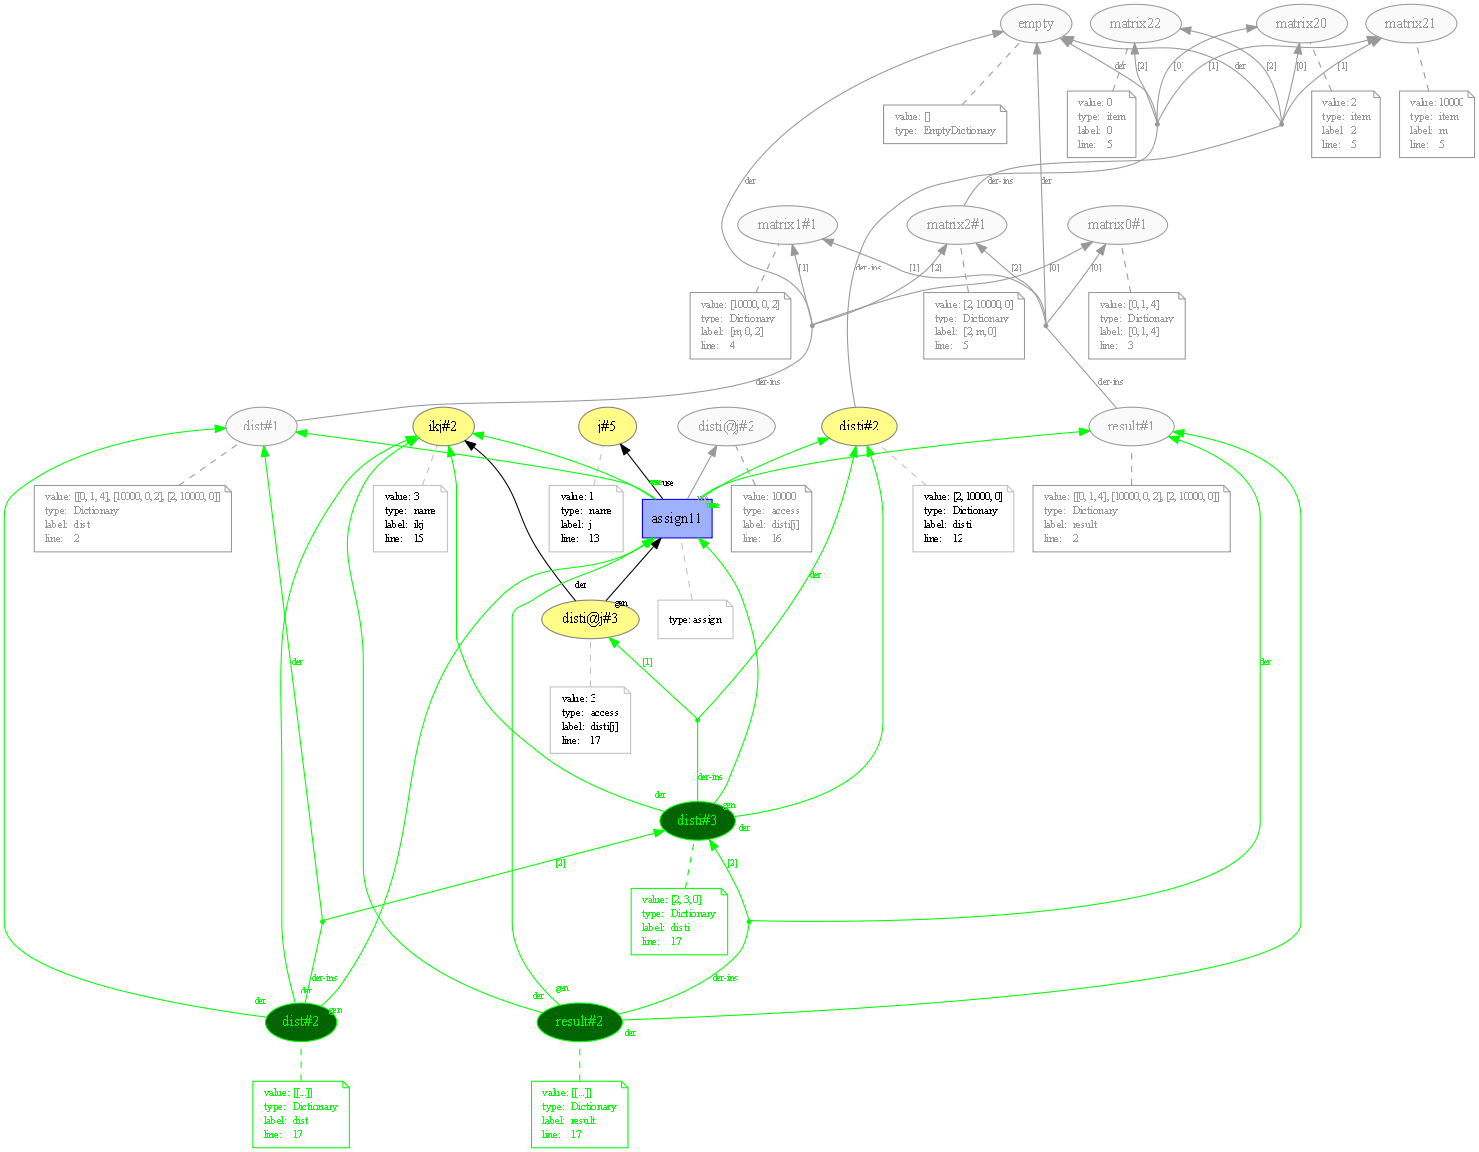 empty
matrix22
matrix20
matrix21
der
[2]
[0]
[1]
der
[2]
[0]
[1]
value: []
type: EmptyDictionary
value: 0
type: item
label: 0
line: 5
value: 2
type: item
label: 2
line: 5
value: 10000
type: item
label: m
line: 5
der
der-ins
der
matrix1#1
matrix2#1
matrix0#1
[1]
der-ins
[1]
[2]
[2]
[0]
[0]
value: [10000, 0, 2]
type: Dictionary
label: [m, 0, 2]
line: 4
value: [2, 10000, 0]
type: Dictionary
label: [2, m, 0]
line: 5
value: [0, 1, 4]
type: Dictionary
label: [0, 1, 4]
line: 3
der-ins
der-ins
dist#1
ikj#2
j#5
disti@j#2
disti#2
result#1
value: [[0, 1, 4], [10000, 0, 2], [2, 10000, 0]]
type: Dictionary
label: dist
line: 2
value: 3
type: name
label: ikj
line: 15
value: 1
type: name
label: j
line: 13
use
assign11
value: 10000
type: access
label: disti[j]
line: 16
value: [2, 10000, 0]
type: Dictionary
label: disti
line: 12
value: [[0, 1, 4], [10000, 0, 2], [2, 10000, 0]]
type: Dictionary
label: result
line: 2
der
der
gen
disti@j#3
type: assign
der
[1]
der
value: 3
type: access
label: disti[j]
line: 17
der-ins
der
gen
disti#3
der
[2]
[2]
value: [2, 3, 0]
type: Dictionary
label: disti
line: 17
der-ins
der-ins
der
der
gen
gen
der
dist#2
result#2
der
value: [[...]]
type: Dictionary
label: dist
line: 17
value: [[...]]
type: Dictionary
label: result
line: 17